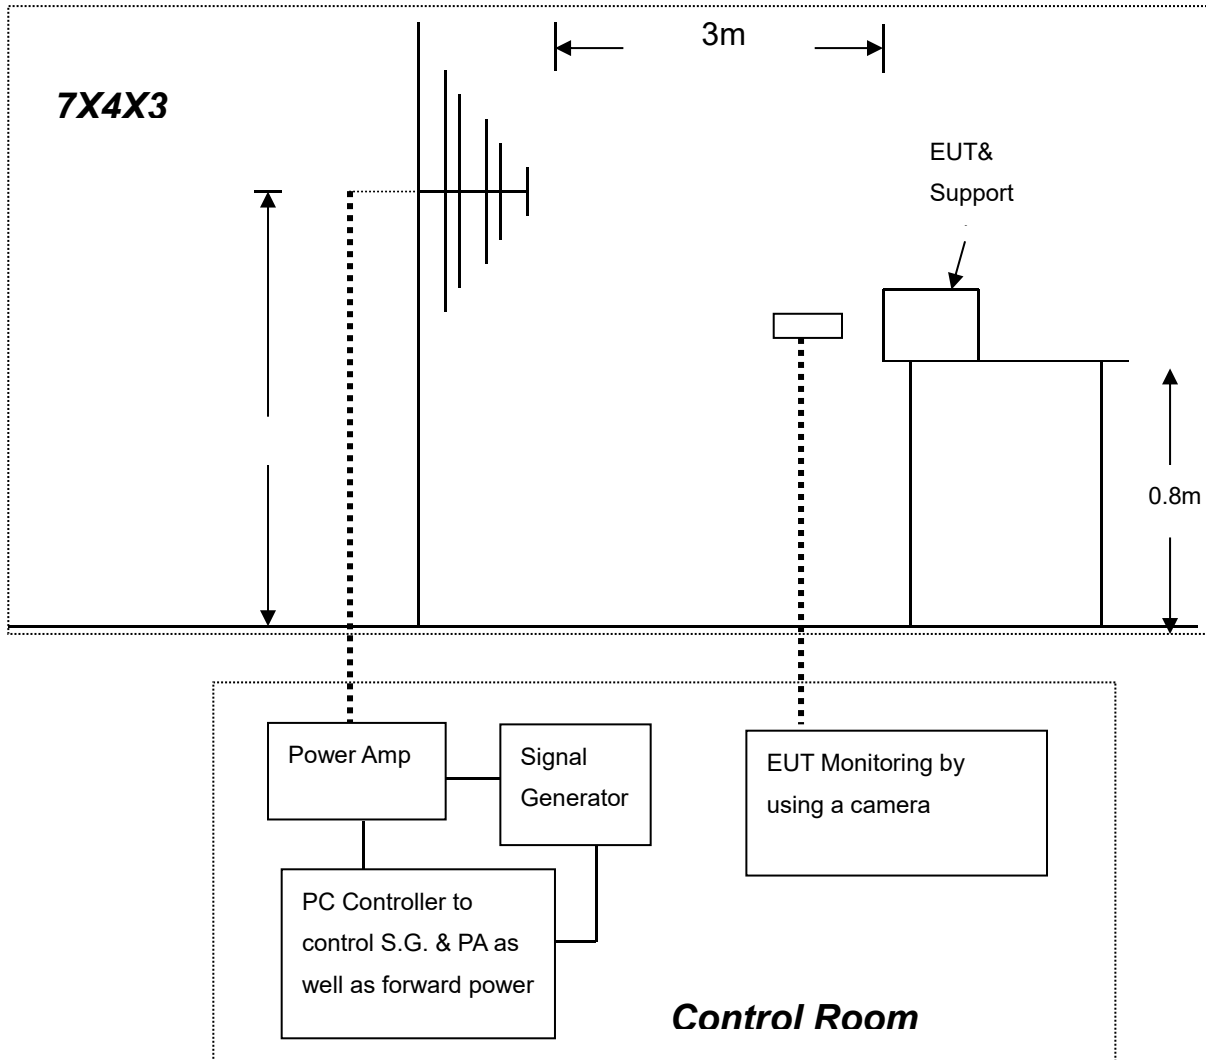 3m
7X4X3
EUT&
Support
0.8m
Power Amp
Signal
Generator
EUT Monitoring by
using a camera
PC Controller to
control S.G. & PA as
well as forward power
Control Room